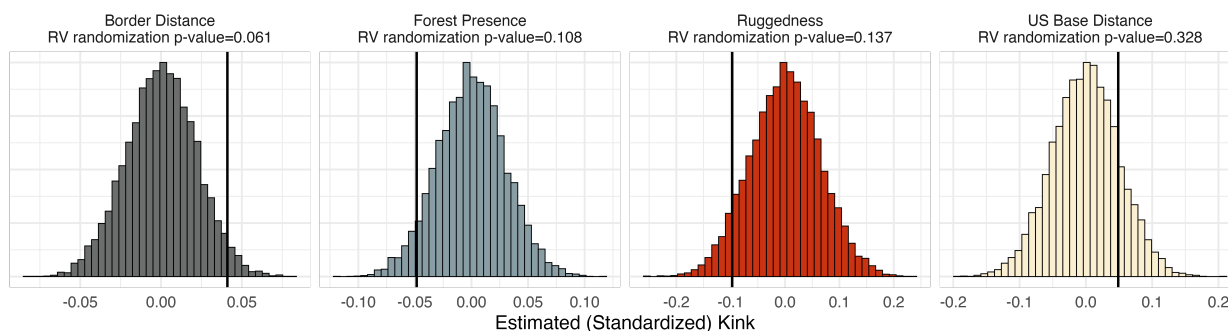 Border Distance
RV randomization p-value=0.061
Forest Presence
RV randomization p-value=0.108
Ruggedness
RV randomization p-value=0.137
US Base Distance
RV randomization p-value=0.328
-0.05 0.00 0.05
-0.10 -0.05 0.00 0.05 0.10
-0.2 -0.1 0.0 0.1 0.2
-0.2 -0.1 0.0 0.1 0.2
Estimated (Standardized) Kink